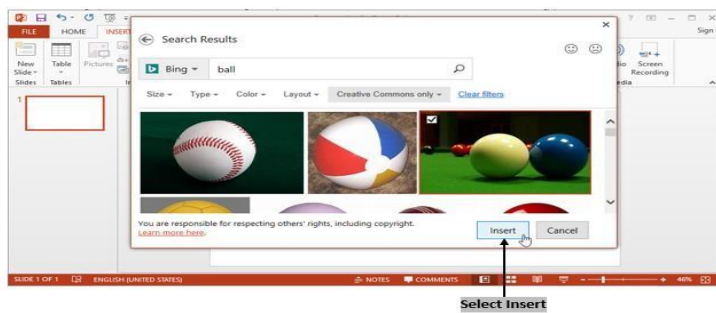 FILE HOME INSER
Sign
New
Slide
Slides
Table
Tables
Pictures
Screen
Recording
Search Results
Bing ball
Size Type Color Layout Creative Commons only Clear filters
1
You are responsible for respecting others' rights, including copyright.
Learn more here.
Insert Cancel
SLIDE 1 OF 1 ENGLISH (UNITED STATES) NOTES COMMENTS 46%
Select Insert